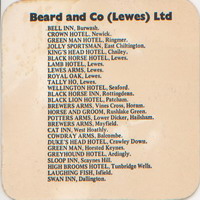 Beard and Co (Lewes) Ltd
BELL INN, Burwash.
CROWN HOTEL, Newick.
GREEN MAN HOTEL, Ringmer.
JOLLY SPORTSMAN, East Chiltington.
KING'S HEAD HOTEL, Chailey.
BLACK HORSE HOTEL, Lewes.
LAMB HOTEL, Lewes.
LEWES ARMS, Lewes.
ROYAL OAK, Lewes.
TALLY HO, Lewes.
WELLINGTON HOTEL, Seaford.
BLACK HORSE INN, Rottingdean.
BLACK LION HOTEL, Patcham.
BREWERS ARMS, Vines Cross, Horam.
HORSE AND GROOM, Rushlake Green.
POTTERS ARMS, Lower Dicker, Hailsham.
BREWERS ARMS, Mayfield.
CAT INN, West Hoathly.
COWDRAY ARMS, Balcombe.
DUKE'S HEAD HOTEL, Crawley Down.
GREEN MAN, Horsted Keynes.
GREYHOUND HOTEL, Ardingly.
SLOOP INN, Scaynes Hill.
HIGH BROOMS HOTEL, Tunbridge Wells.
LAUGHING FISH, Isfield.
SWAN INN, Dallington.